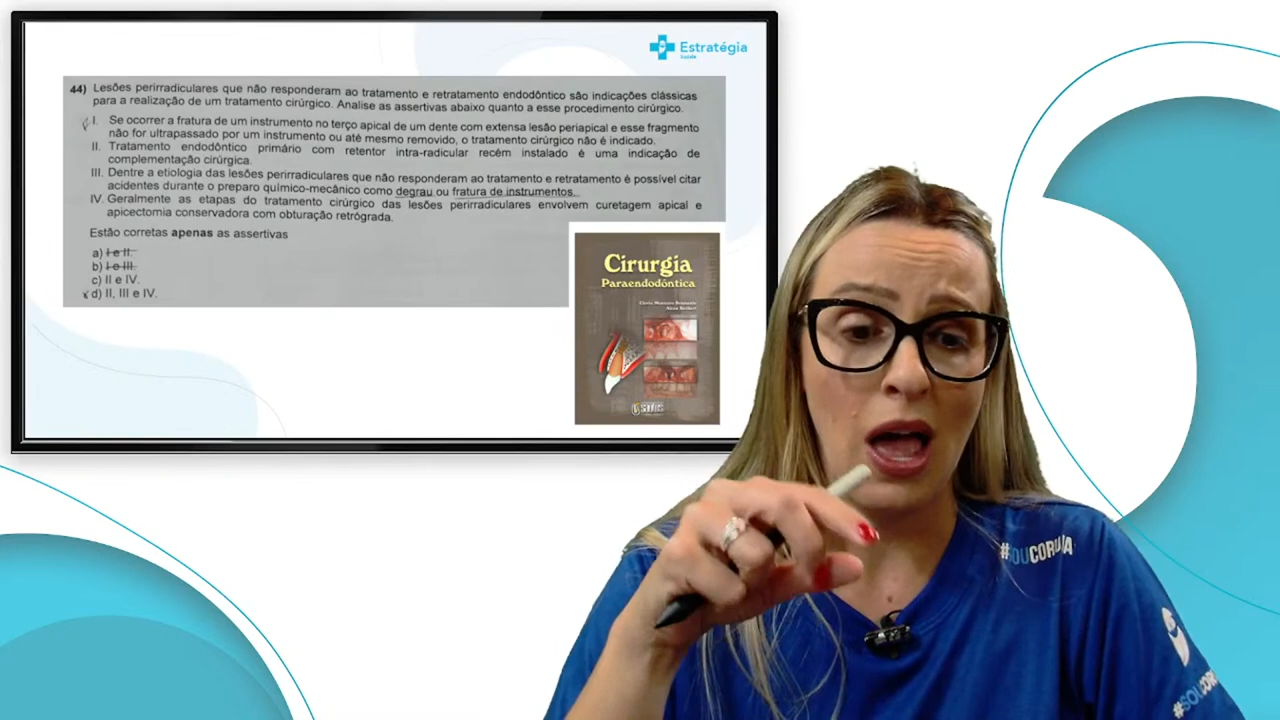 Estratégia
Saúde
44) Lesões perirradiculares que não responderam ao tratamento e retratamento endodôntico são indicações clássicas
para a realização de um tratamento cirúrgico. Analise as assertivas abaixo quanto a esse procedimento cirúrgico.
I. Se ocorrer a fratura de um instrumento no terço apical de um dente com extensa lesão periapical e esse fragmento
não for ultrapassado por um instrumento ou até mesmo removido, o tratamento cirúrgico não é indicado.
II. Tratamento endodôntico primário com retentor intra-radicular recém instalado é uma indicação de
complementação cirúrgica.
III. Dentre a etiologia das lesões perirradiculares que não responderam ao tratamento e retratamento é possível citar
acidentes durante o preparo químico-mecânico como degrau ou fratura de instrumentos.
IV. Geralmente as etapas do tratamento cirúrgico das lesões perirradiculares envolvem curetagem apical e
apicectomia conservadora com obturação retrógrada.
Estão corretas apenas as assertivas
a) I e II.
b) I e III.
c) II e IV.
d) II, III e IV.
Cirurgia
Paraendodôntica
#SOUCORUJA